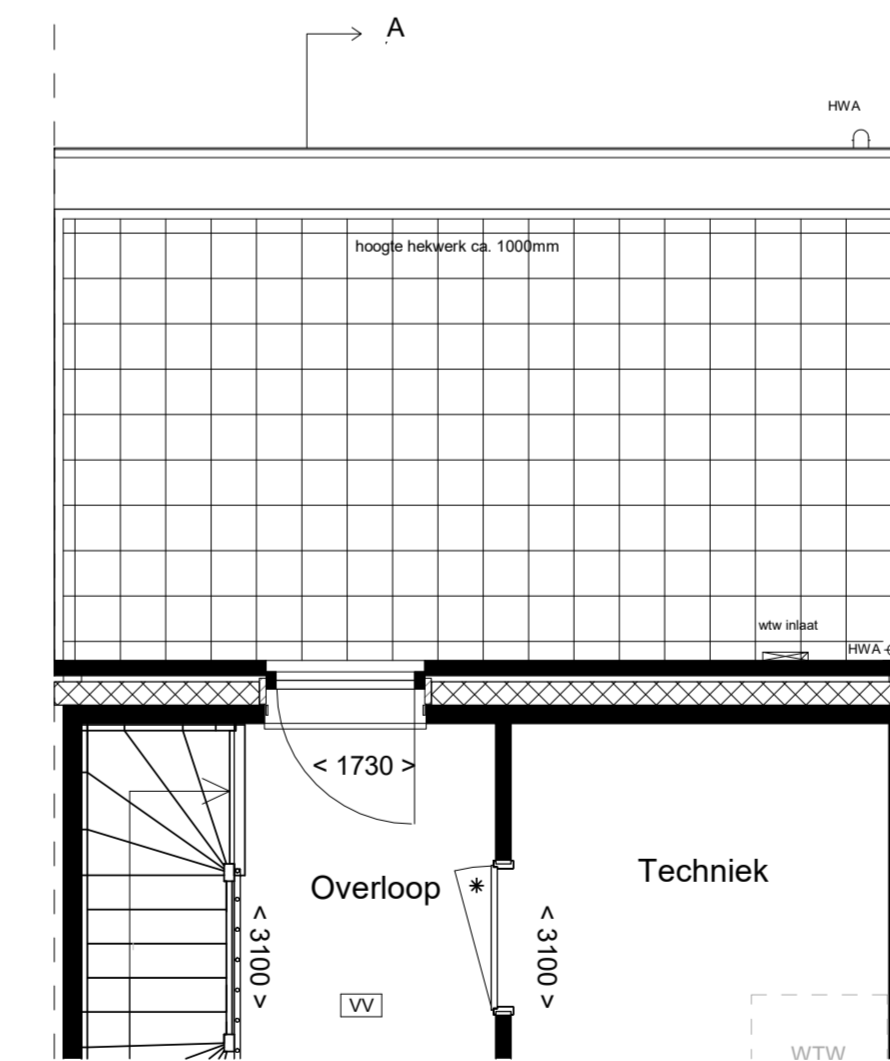 A
HWA
hoogte hekwerk ca. 1000mm
wtw inlaat
HWA
< 1730 >
Techniek
Overloop
< 3100 >
< 3100 >
VV
WTW